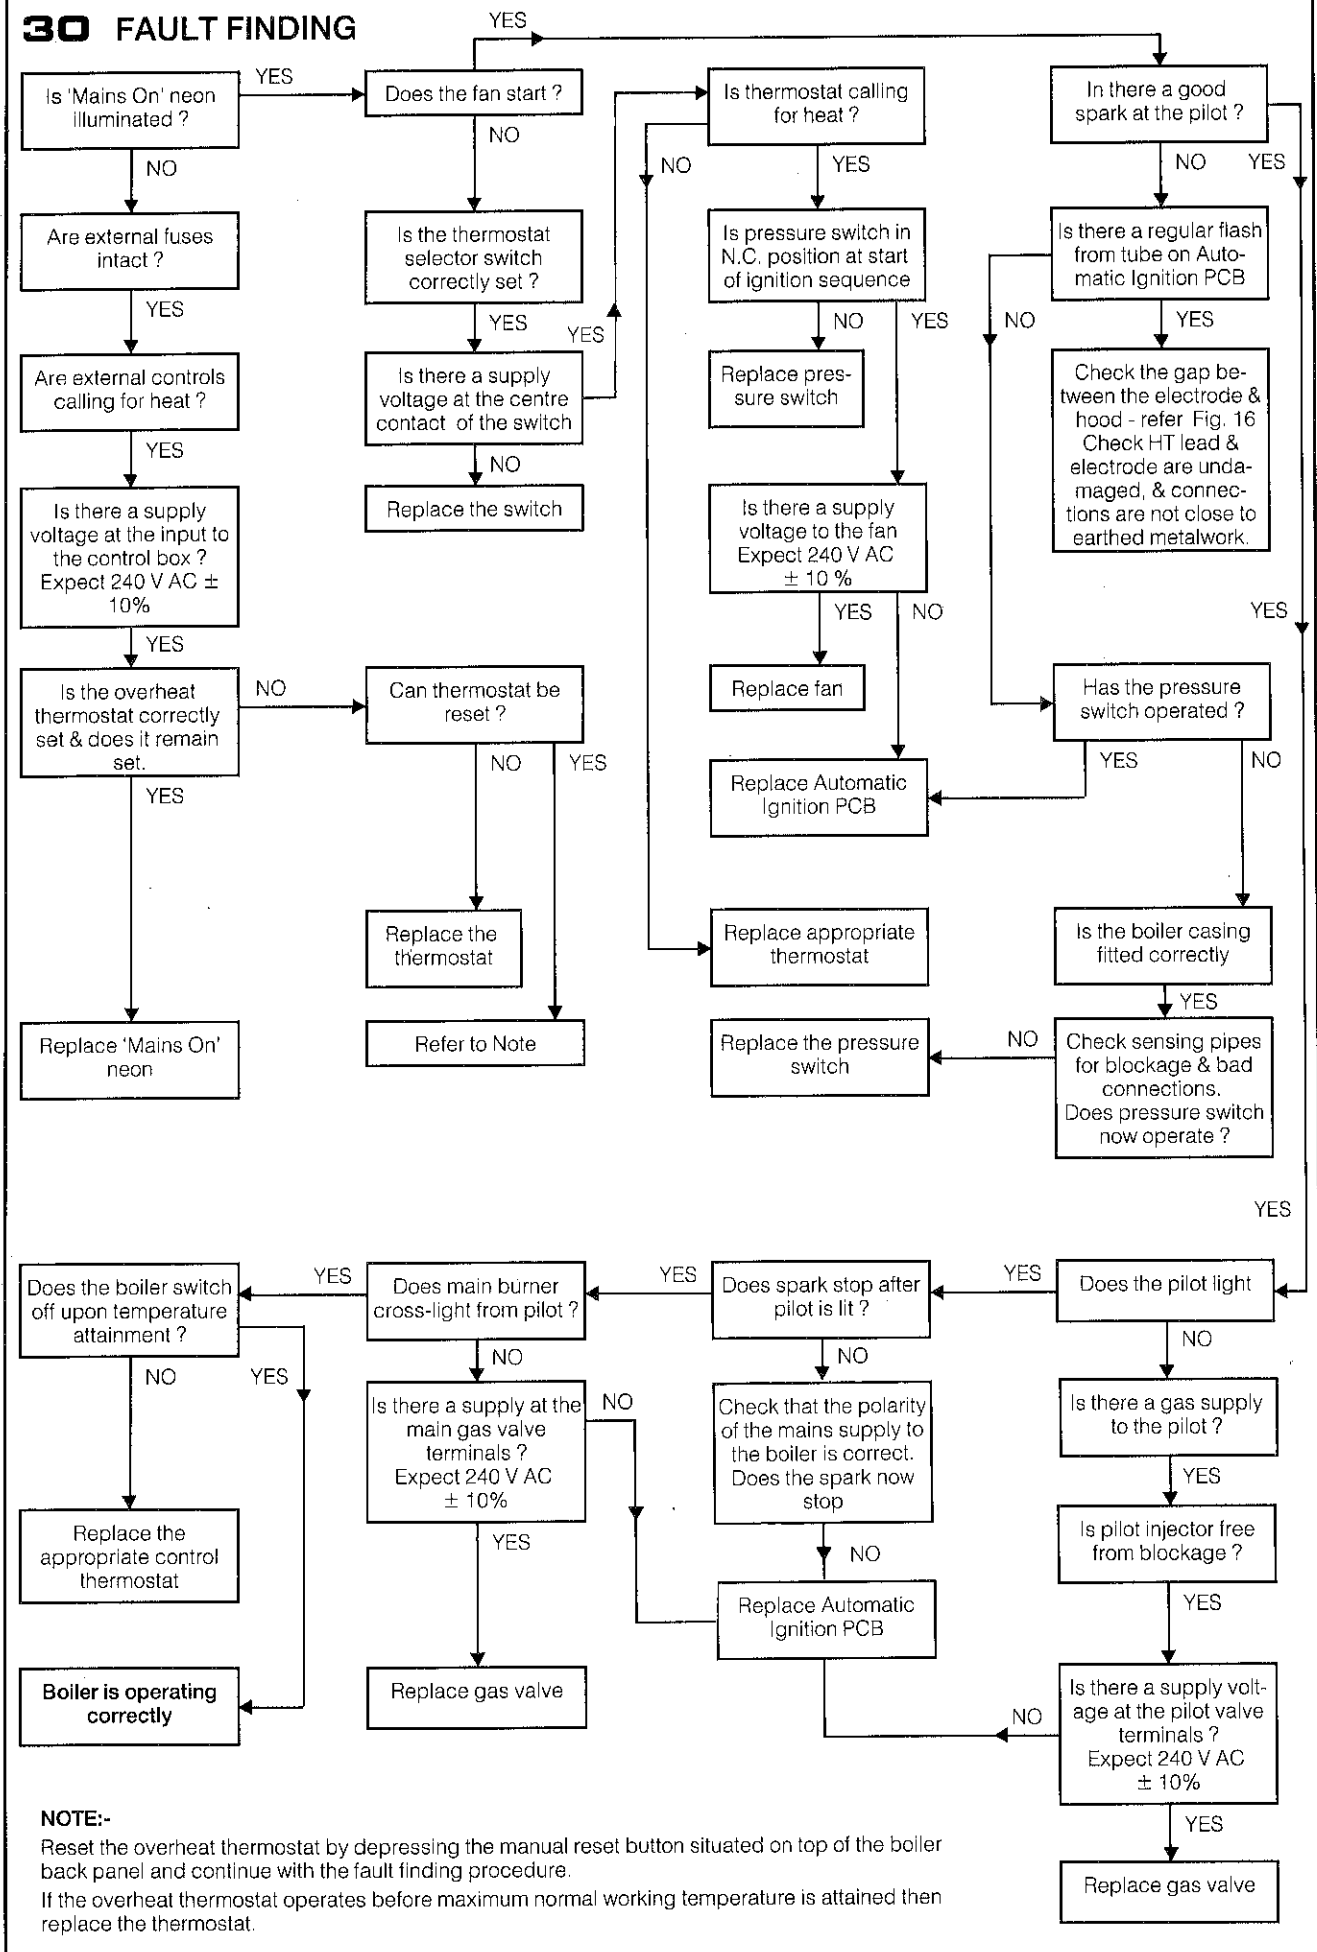 30 FAULT FINDING
YES
Is 'Mains On' neon
illuminated ?
YES
NO
Does the fan start ?
NO
Is thermostat calling
for heat ?
NO
YES
In there a good
spark at the pilot ?
NO
YES
Are external fuses
intact ?
YES
Is the thermostat
selector switch
correctly set ?
YES
YES
Is pressure switch in
N.C. position at start
of ignition sequence
NO
YES
Is there a regular flash
from tube on Auto-
matic Ignition PCB
NO
YES
Are external controls
calling for heat ?
YES
Is there a supply
voltage at the centre
contact of the switch
NO
Replace pres-
sure switch
Check the gap be-
tween the electrode &
hood - refer Fig. 16
Check HT lead &
electrode are unda-
maged, & connec-
tions are not close to
earthed metalwork.
Is there a supply
voltage at the input to
the control box ?
Expect 240 V AC ±
10%
YES
Replace the switch
Is there a supply
voltage to the fan
Expect 240 V AC
± 10 %
YES
NO
YES
Is the overheat
thermostat correctly
set & does it remain
set.
NO
YES
Can thermostat be
reset ?
NO
YES
Replace fan
Has the pressure
switch operated ?
YES
NO
Replace Automatic
Ignition PCB
Replace the
thermostat
Replace appropriate
thermostat
Is the boiler casing
fitted correctly
YES
Replace 'Mains On'
neon
Refer to Note
Replace the pressure
switch
NO
Check sensing pipes
for blockage & bad
connections.
Does pressure switch
now operate ?
YES
Does the boiler switch
off upon temperature
attainment ?
YES
NO
YES
Does main burner
cross-light from pilot ?
YES
NO
Does spark stop after
pilot is lit ?
YES
NO
Does the pilot light
NO
Is there a supply at the
main gas valve
terminals ?
Expect 240 V AC
± 10%
NO
YES
Check that the polarity
of the mains supply to
the boiler is correct.
Does the spark now
stop
NO
Is there a gas supply
to the pilot ?
YES
Replace the
appropriate control
thermostat
Is pilot injector free
from blockage ?
YES
Replace Automatic
Ignition PCB
Boiler is operating
correctly
Replace gas valve
NO
Is there a supply volt-
age at the pilot valve
terminals ?
Expect 240 V AC
± 10%
YES
Replace gas valve
NOTE:-
Reset the overheat thermostat by depressing the manual reset button situated on top of the boiler
back panel and continue with the fault finding procedure.
If the overheat thermostat operates before maximum normal working temperature is attained then
replace the thermostat.